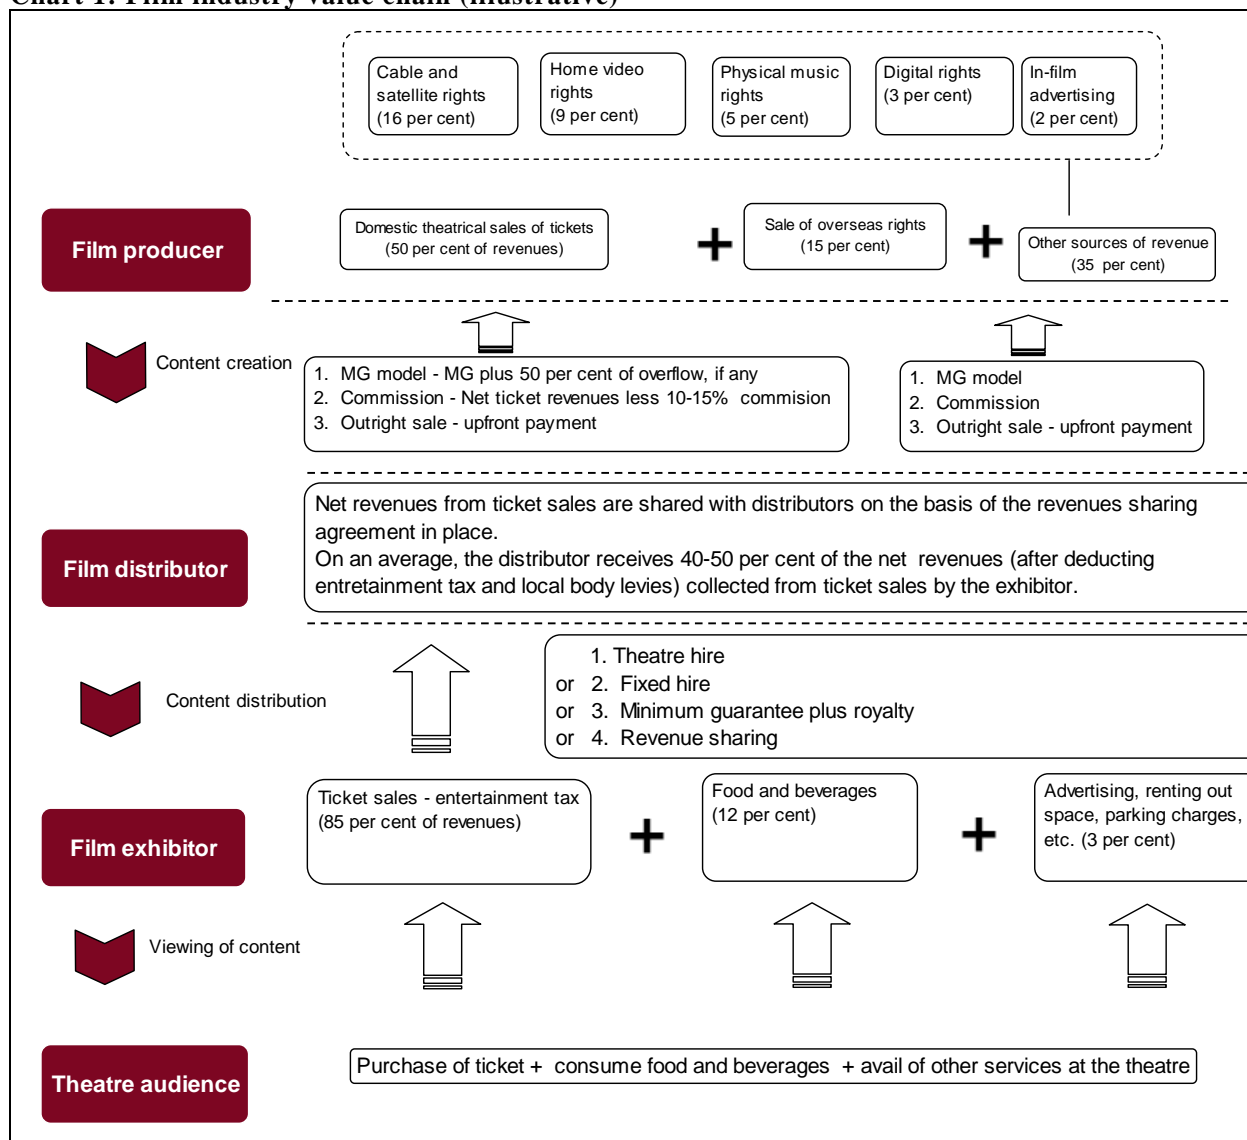 Chart 1: Film industry value chain (illustrative)
Cable and
satellite rights
(16 per cent)
Home video
rights
(9 per cent)
Physical music
rights
(5 per cent)
Digital rights
(3 per cent)
In-film
advertising
(2 per cent)
Film producer
Domestic theatrical sales of tickets
(50 per cent of revenues)
Sale of overseas rights
(15 per cent)
Other sources of revenue
(35 per cent)
Content creation
1. MG model - MG plus 50 per cent of overflow, if any
2. Commission - Net ticket revenues less 10-15% commision
3. Outright sale - upfront payment
1. MG model
2. Commission
3. Outright sale - upfront payment
Film distributor
Net revenues from ticket sales are shared with distributors on the basis of the revenues sharing
agreement in place.
On an average, the distributor receives 40-50 per cent of the net revenues (after deducting
entretainment tax and local body levies) collected from ticket sales by the exhibitor.
Content distribution
1. Theatre hire
or 2. Fixed hire
or 3. Minimum guarantee plus royalty
or 4. Revenue sharing
Film exhibitor
Ticket sales - entertainment tax
(85 per cent of revenues)
Food and beverages
(12 per cent)
Advertising, renting out
space, parking charges,
etc. (3 per cent)
Viewing of content
Theatre audience
Purchase of ticket + consume food and beverages + avail of other services at the theatre